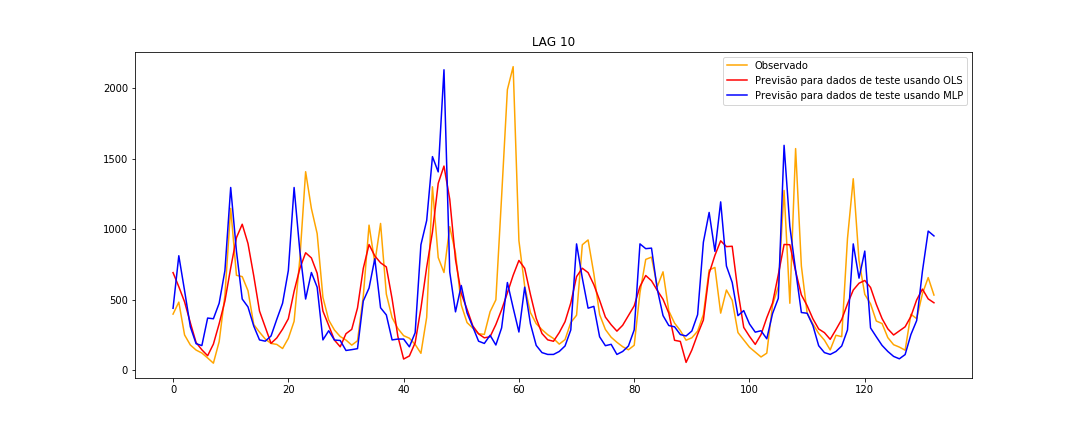 LAG 10
Observado
Previsão para dados de teste usando OLS
Previsão para dados de teste usando MLP
2000
1500
1000
500
0
0 20 40 60 80 100 120